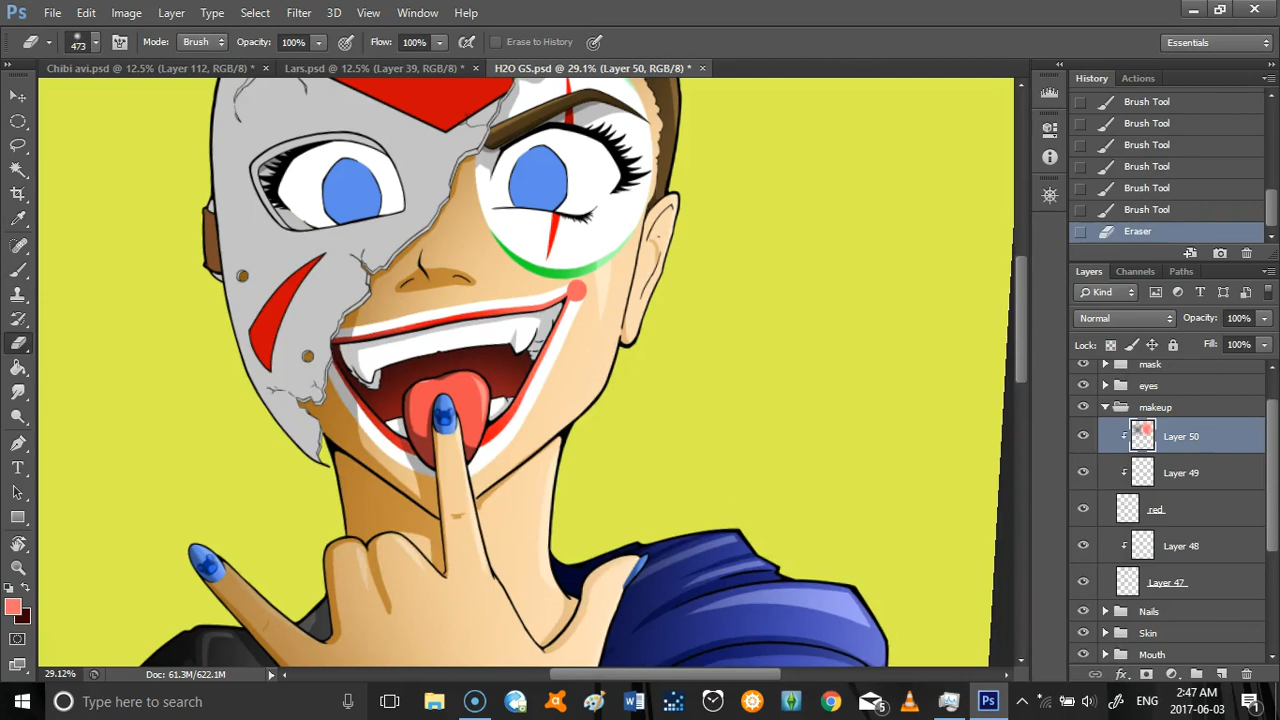 Ps File Edit Image Layer Type Select Filter 3D View Window Help
473 Mode: Brush Opacity: 100% Flow: 100% Erase to History Essentials
Chibi avi.psd @ 12.5% (Layer 112, RGB/8) * × Lars.psd @ 12.5% (Layer 39, RGB/8) * × H2O GS.psd @ 29.1% (Layer 50, RGB/8) * ×
History Actions
Brush Tool
Brush Tool
Brush Tool
Brush Tool
Brush Tool
Brush Tool
Eraser
Layers Channels Paths
Kind
Normal Opacity: 100%
Lock: Fill: 100%
mask
eyes
makeup
Layer 50
Layer 49
red
Layer 48
Layer 47
Nails
Skin
Mouth
29.12% Doc: 61.3M/622.1M
Type here to search
5
Ps
2:47 AM
2017-06-03
1